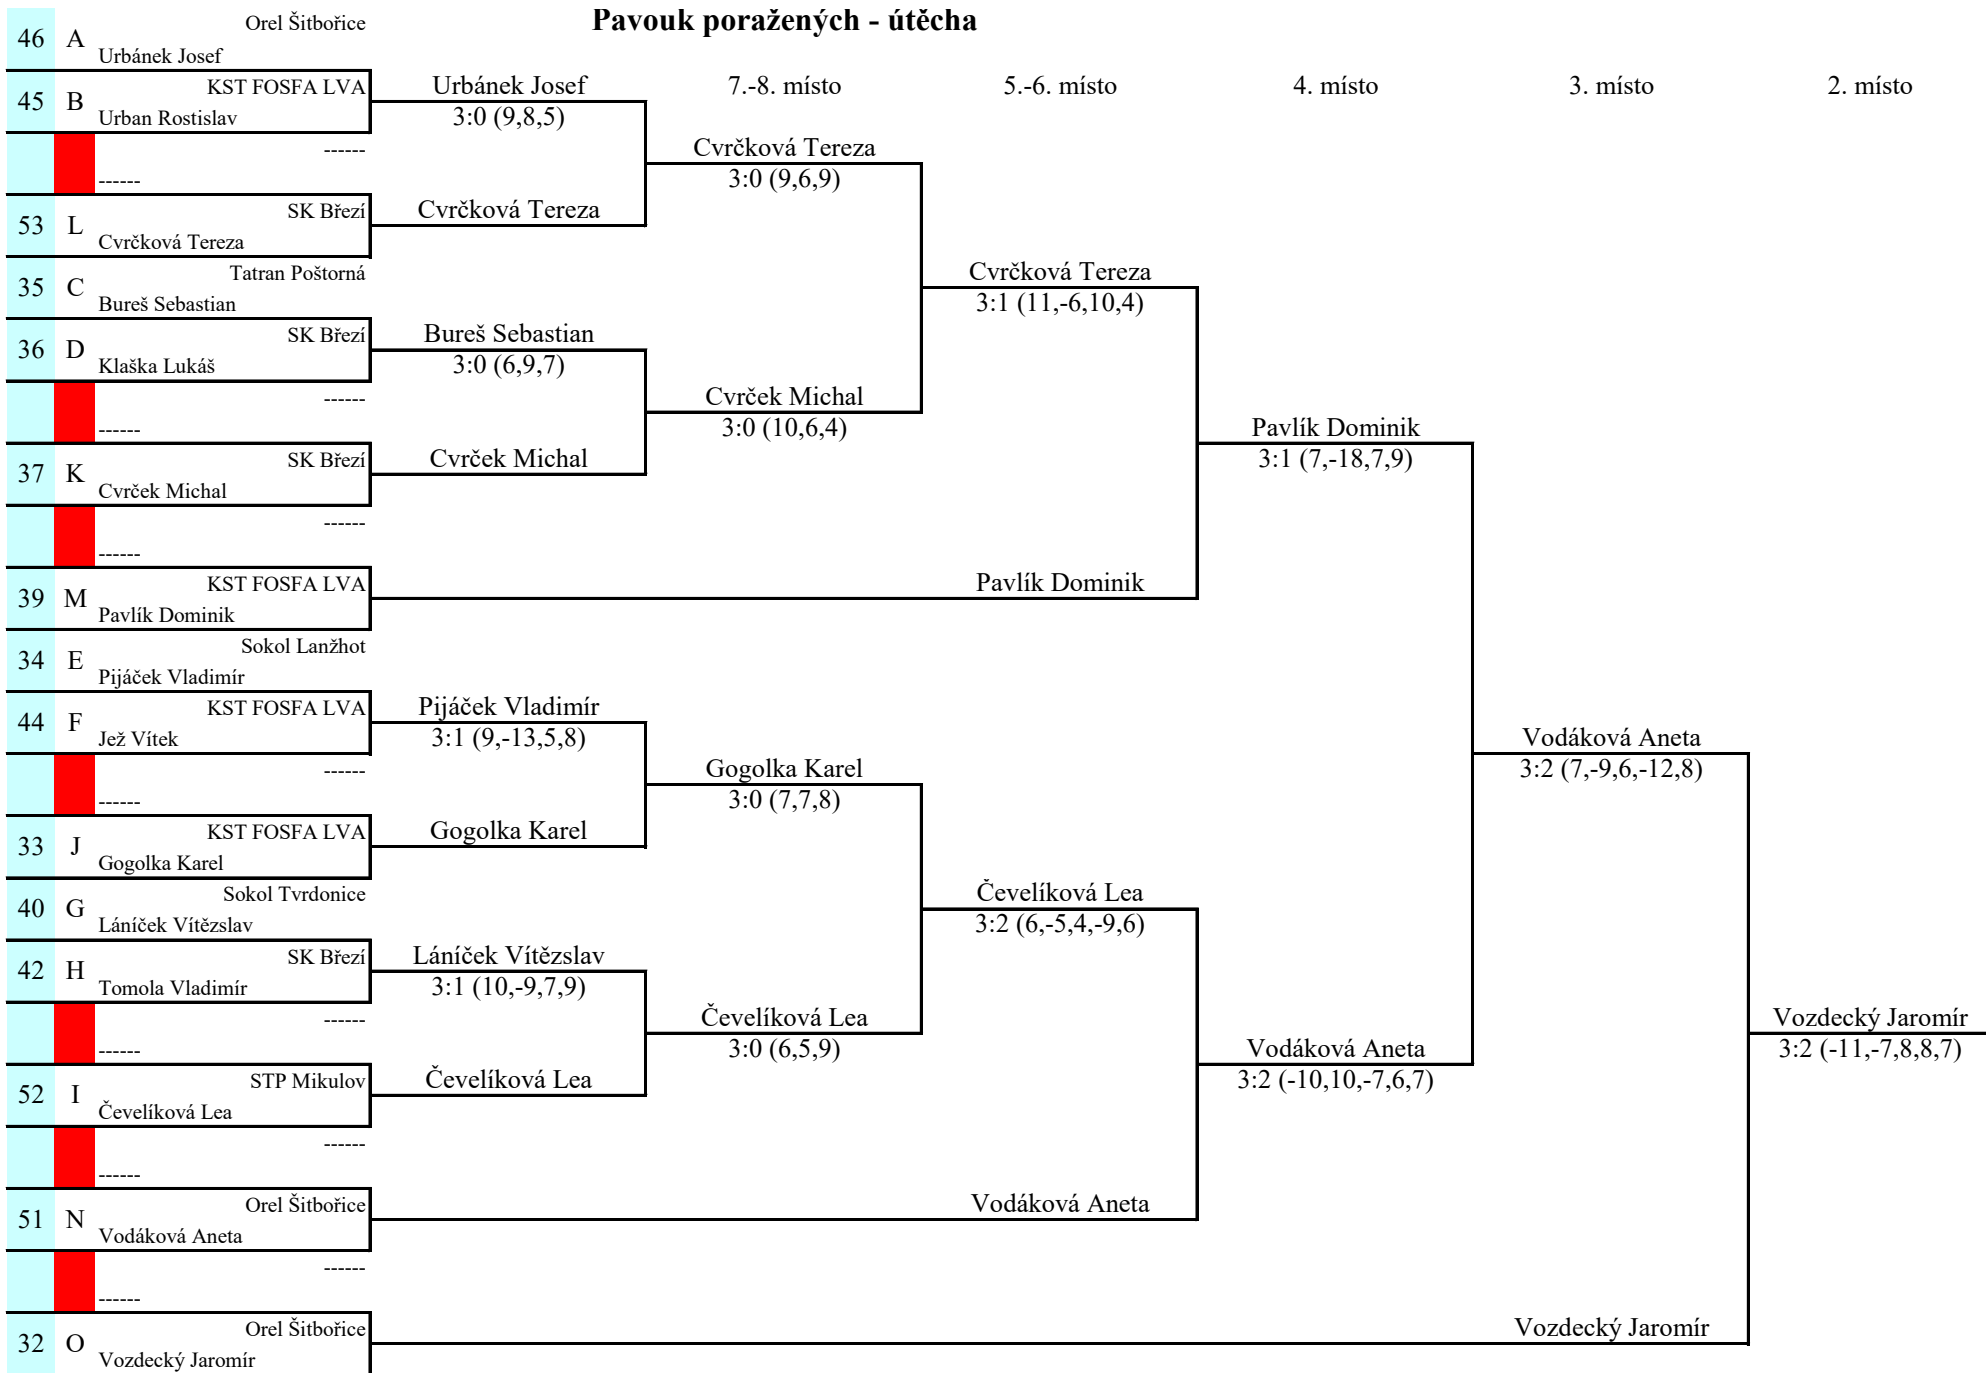 Pavouk poražených - útěcha
46 A Orel Šitbořice
Urbánek Josef
Urbánek Josef 7.-8. místo 5.-6. místo 4. místo 3. místo 2. místo
45 B KST FOSFA LVA
Urban Rostislav
3:0 (9,8,5)
------
------
Cvrčková Tereza
3:0 (9,6,9)
53 L SK Březí
Cvrčková Tereza
Cvrčková Tereza
35 C Tatran Poštorná
Bureš Sebastian
Cvrčková Tereza
3:1 (11,-6,10,4)
36 D SK Březí
Klaška Lukáš
Bureš Sebastian
3:0 (6,9,7)
------
------
Cvrček Michal
3:0 (10,6,4)
Pavlík Dominik
3:1 (7,-18,7,9)
37 K SK Březí
Cvrček Michal
Cvrček Michal
------
------
39 M KST FOSFA LVA
Pavlík Dominik
Pavlík Dominik
34 E Sokol Lanžhot
Pijáček Vladimír
44 F KST FOSFA LVA
Jež Vítek
Pijáček Vladimír
3:1 (9,-13,5,8)
Vodáková Aneta
3:2 (7,-9,6,-12,8)
------
------
Gogolka Karel
3:0 (7,7,8)
33 J KST FOSFA LVA
Gogolka Karel
Gogolka Karel
40 G Sokol Tvrdonice
Láníček Vítězslav
Čevelíková Lea
3:2 (6,-5,4,-9,6)
42 H SK Březí
Tomola Vladimír
Láníček Vítězslav
3:1 (10,-9,7,9)
------
------
Čevelíková Lea
3:0 (6,5,9)
Vozdecký Jaromír
3:2 (-11,-7,8,8,7)
Vodáková Aneta
3:2 (-10,10,-7,6,7)
52 I STP Mikulov
Čevelíková Lea
Čevelíková Lea
------
------
51 N Orel Šitbořice
Vodáková Aneta
Vodáková Aneta
------
------
32 O Orel Šitbořice
Vozdecký Jaromír
Vozdecký Jaromír